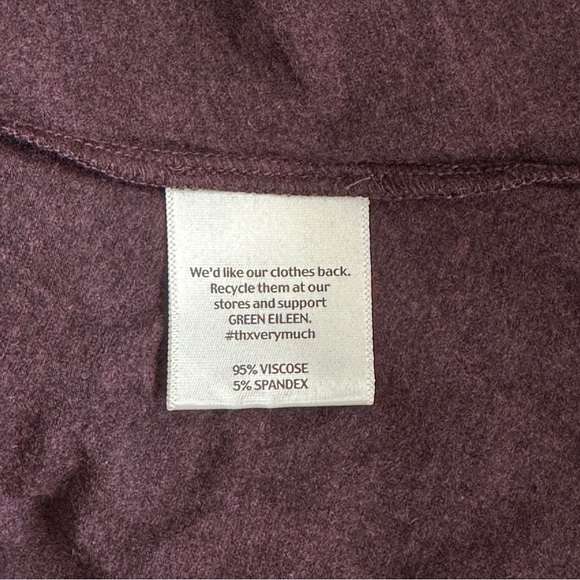 We'd like our clothes back.
Recycle them at our
stores and support
GREEN EILEEN.
#thxverymuch
95% VISCOSE
5% SPANDEX